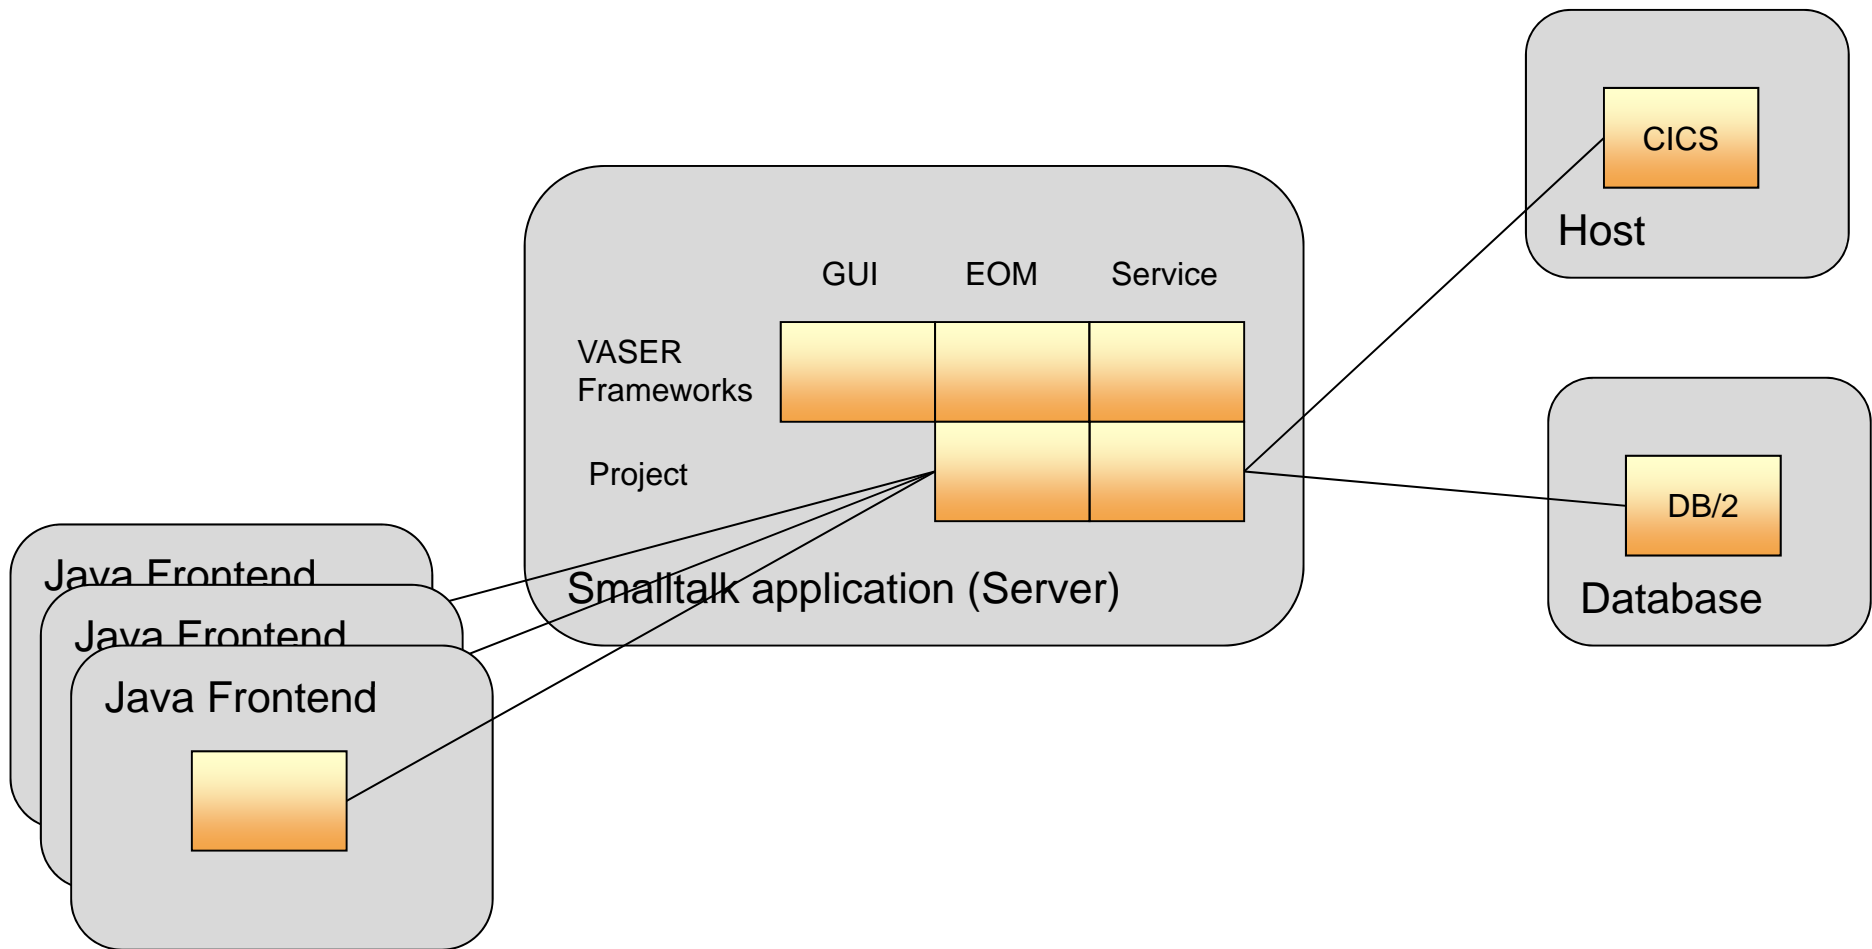 CICS
Host
GUI EOM Service
VASER
Frameworks
Project
DB/2
Database
Smalltalk application (Server)
Java Frontend
Java Frontend
Java Frontend